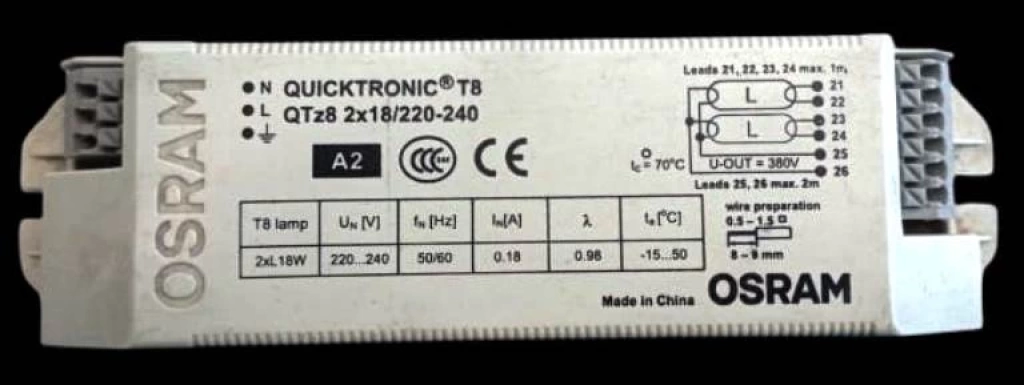 OSRAM
N QUICKTRONIC® T8
L QTz8 2x18/220-240
A2 CCC CE
Leads 21, 22, 23, 24 max. 1m
L
L
21
22
23
24
25
26
tc = 70°C
U-OUT = 380V
Leads 25, 26 max. 2m
T8 lamp UN [V] fN [Hz] IN[A] λ ta [°C]
2xL18W 220...240 50/60 0.18 0.98 -15...50
wire preparation
0.5 – 1.5
8 – 9 mm
Made in China OSRAM